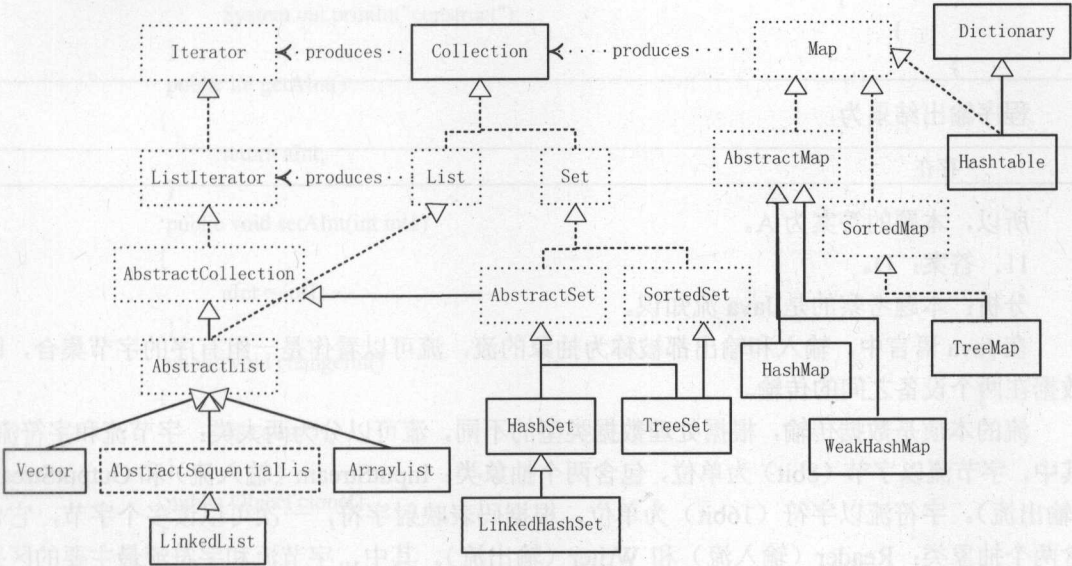 Iterator
produces
Collection
produces
Map
Dictionary
ListIterator
produces
List
Set
AbstractMap
Hashtable
SortedMap
AbstractCollection
AbstractSet
SortedSet
TreeMap
AbstractList
HashMap
HashSet
TreeSet
WeakHashMap
Vector
AbstractSequentialLis
ArrayList
LinkedList
LinkedHashSet